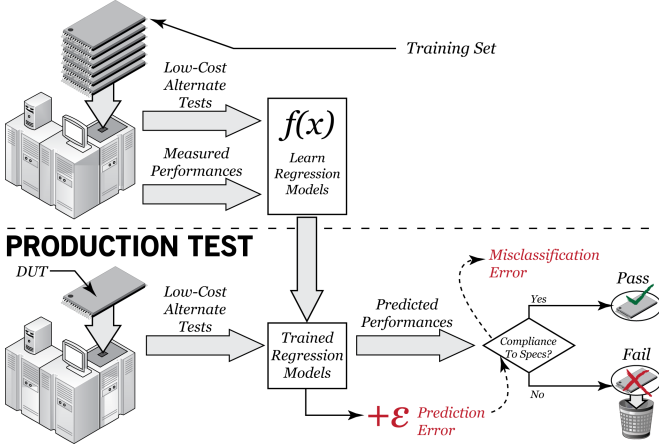 Training Set
Low-Cost
Alternate
Tests
f(x)
Learn
Regression
Models
Measured
Performances
PRODUCTION TEST
DUT
Low-Cost
Alternate
Tests
Trained
Regression
Models
Predicted
Performances
Misclassification
Error
Compliance
To Specs?
Yes
Pass
No
Fail
+ε Prediction
Error